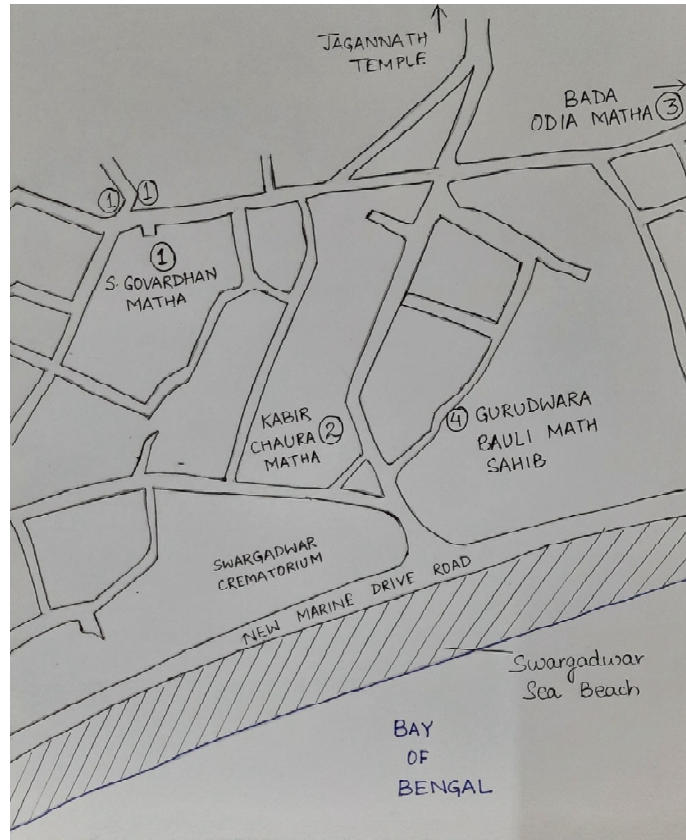 JAGANNATH
TEMPLE
BADA
ODIA MATHA 3
1 1
1
S. GOVARDHAN
MATHA
KABIR
CHAURA 2
MATHA
4 GURUDWARA
BAULI MATH
SAHIB
SWARGADWAR
CREMATORIUM
NEW MARINE DRIVE ROAD
Swargadwar
Sea Beach
BAY
OF
BENGAL